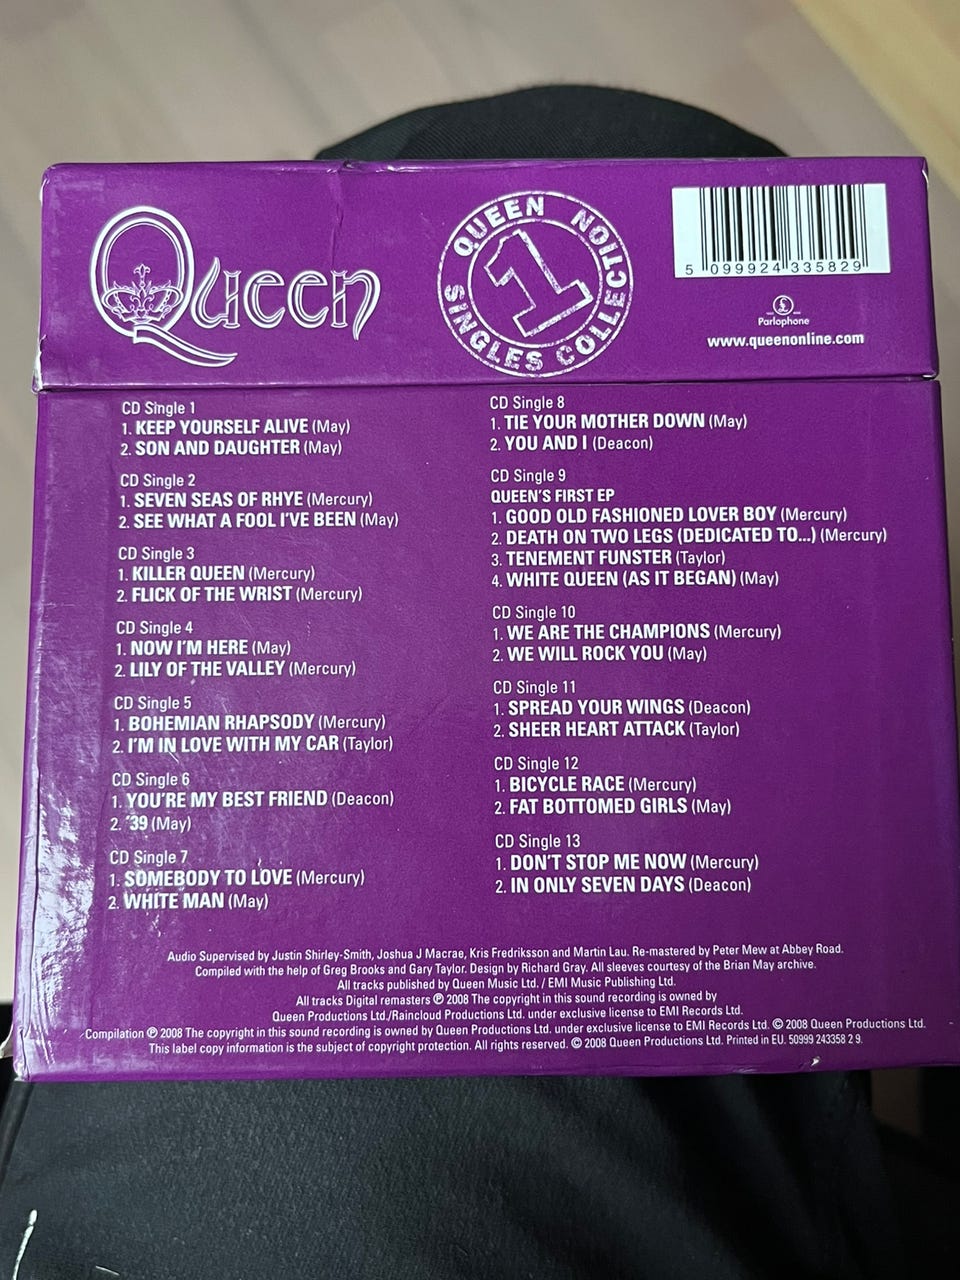 Queen
QUEEN
SINGLES COLLECTION
1
5 099924 335829
£
Parlophone
www.queenonline.com
CD Single 1
1. KEEP YOURSELF ALIVE (May)
2. SON AND DAUGHTER (May)
CD Single 2
1. SEVEN SEAS OF RHYE (Mercury)
2. SEE WHAT A FOOL I'VE BEEN (May)
CD Single 3
1. KILLER QUEEN (Mercury)
2. FLICK OF THE WRIST (Mercury)
CD Single 4
1. NOW I'M HERE (May)
2. LILY OF THE VALLEY (Mercury)
CD Single 5
1. BOHEMIAN RHAPSODY (Mercury)
2. I'M IN LOVE WITH MY CAR (Taylor)
CD Single 6
1. YOU'RE MY BEST FRIEND (Deacon)
2. '39 (May)
CD Single 7
1. SOMEBODY TO LOVE (Mercury)
2. WHITE MAN (May)
CD Single 8
1. TIE YOUR MOTHER DOWN (May)
2. YOU AND I (Deacon)
CD Single 9
QUEEN'S FIRST EP
1. GOOD OLD FASHIONED LOVER BOY (Mercury)
2. DEATH ON TWO LEGS (DEDICATED TO...) (Mercury)
3. TENEMENT FUNSTER (Taylor)
4. WHITE QUEEN (AS IT BEGAN) (May)
CD Single 10
1. WE ARE THE CHAMPIONS (Mercury)
2. WE WILL ROCK YOU (May)
CD Single 11
1. SPREAD YOUR WINGS (Deacon)
2. SHEER HEART ATTACK (Taylor)
CD Single 12
1. BICYCLE RACE (Mercury)
2. FAT BOTTOMED GIRLS (May)
CD Single 13
1. DON'T STOP ME NOW (Mercury)
2. IN ONLY SEVEN DAYS (Deacon)
Audio Supervised by Justin Shirley-Smith, Joshua J Macrae, Kris Fredriksson and Martin Lau. Re-mastered by Peter Mew at Abbey Road.
Compiled with the help of Greg Brooks and Gary Taylor. Design by Richard Gray. All sleeves courtesy of the Brian May archive.
All tracks published by Queen Music Ltd. / EMI Music Publishing Ltd.
All tracks Digital remasters ℗ 2008 The copyright in this sound recording is owned by
Queen Productions Ltd./Raincloud Productions Ltd. under exclusive license to EMI Records Ltd.
Compilation ℗ 2008 The copyright in this sound recording is owned by Queen Productions Ltd. under exclusive license to EMI Records Ltd. © 2008 Queen Productions Ltd.
This label copy information is the subject of copyright protection. All rights reserved. © 2008 Queen Productions Ltd. Printed in EU. 50999 243358 2 9.